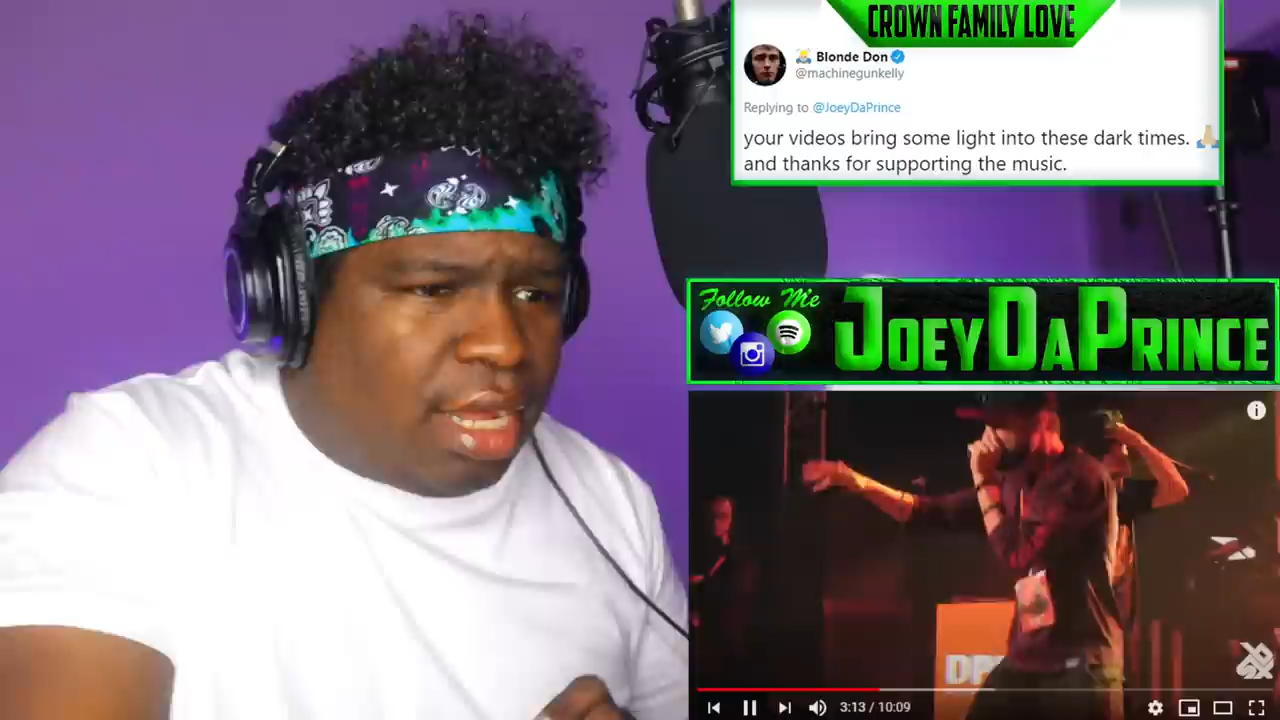 CROWN FAMILY LOVE
Blonde Don
@machinegunkelly
Replying to @JoeyDaPrince
your videos bring some light into these dark times. 🙏🏼
and thanks for supporting the music.
Follow Me
JOEYDAPRINCE
3:13 / 10:09